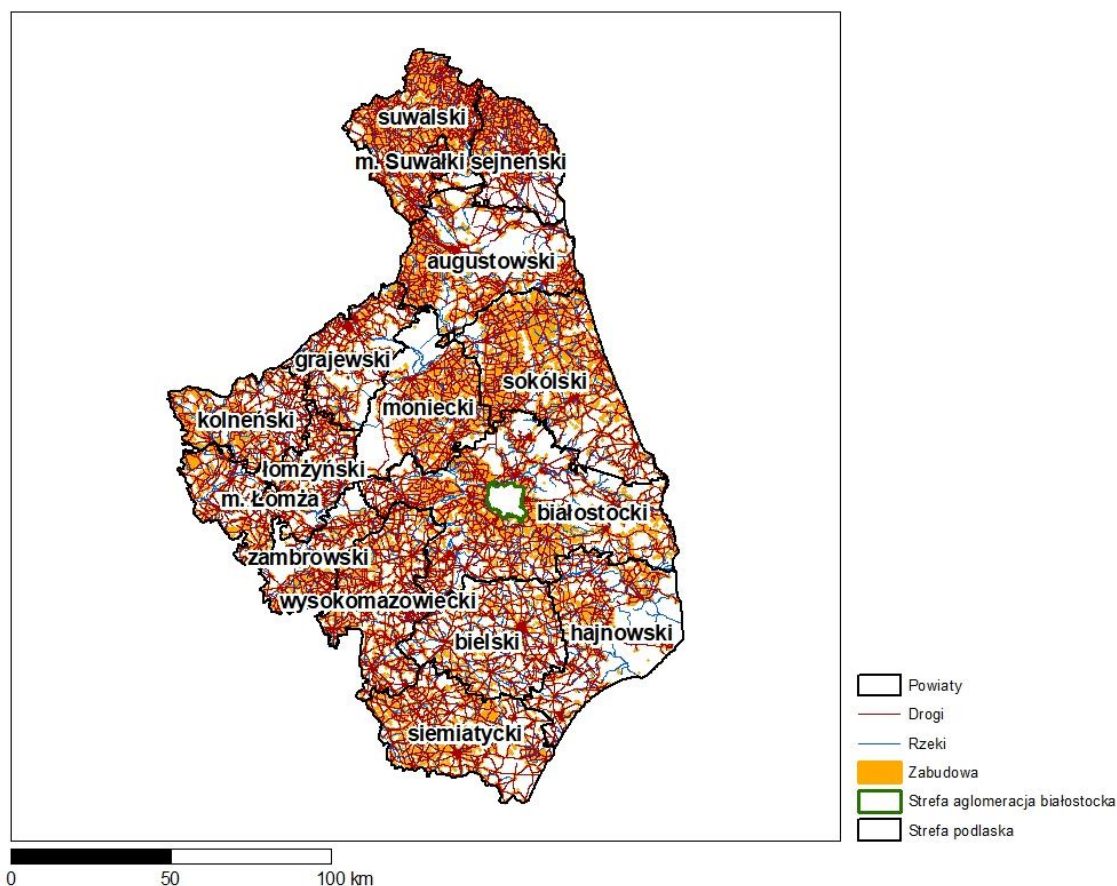 suwalski
m. Suwałki sejneński
augustowski
grajewski
sokólski
kolneński
moniecki
łomżyński
m. Łomża
białostocki
zambrowski
wysokomazowiecki
bielski
hajnowski
siemiatycki
Powiaty
Drogi
Rzeki
Zabudowa
Strefa aglomeracja białostocka
Strefa podlaska
0 50 100 km